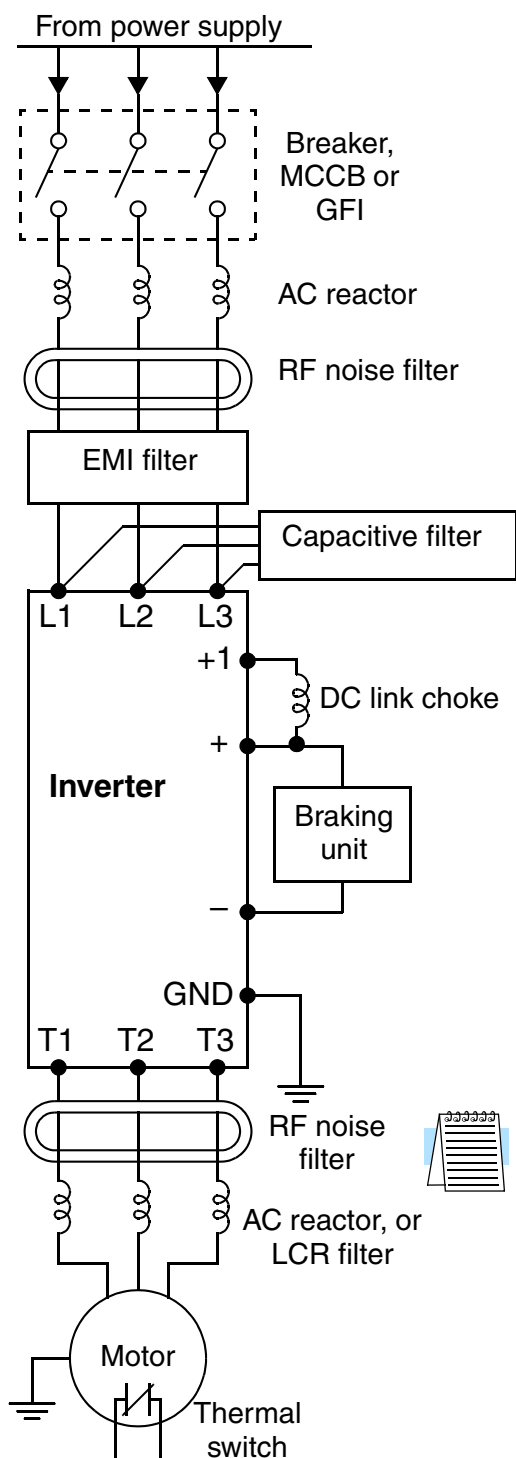 From power supply
Breaker,
MCCB or
GFI
AC reactor
RF noise filter
EMI filter
Capacitive filter
L1 L2 L3
+1
DC link choke
+
Inverter
Braking
unit
–
GND
T1 T2 T3
RF noise
filter
AC reactor, or
LCR filter
Motor
Thermal
switch